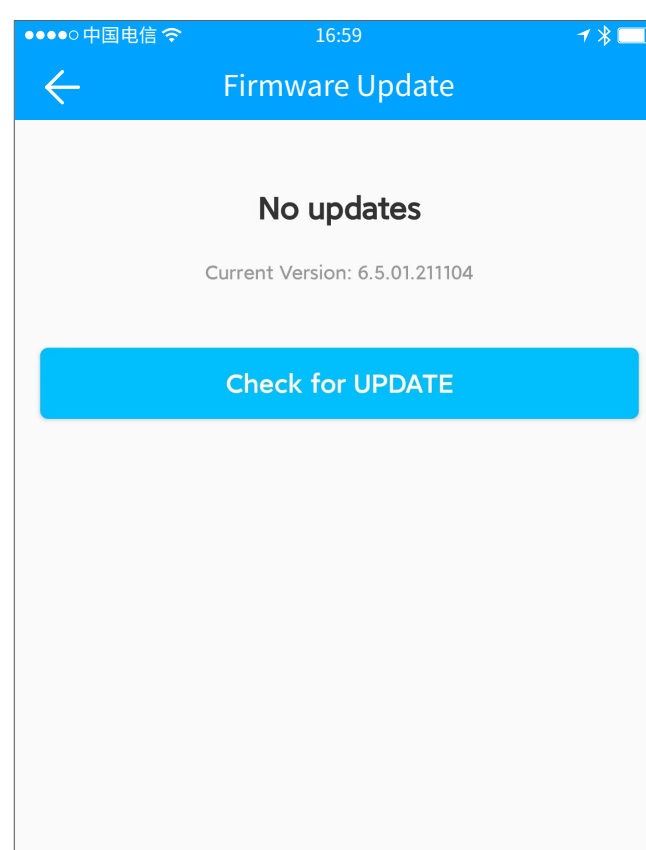 中国电信 16:59
Firmware Update
No updates
Current Version: 6.5.01.211104
Check for UPDATE